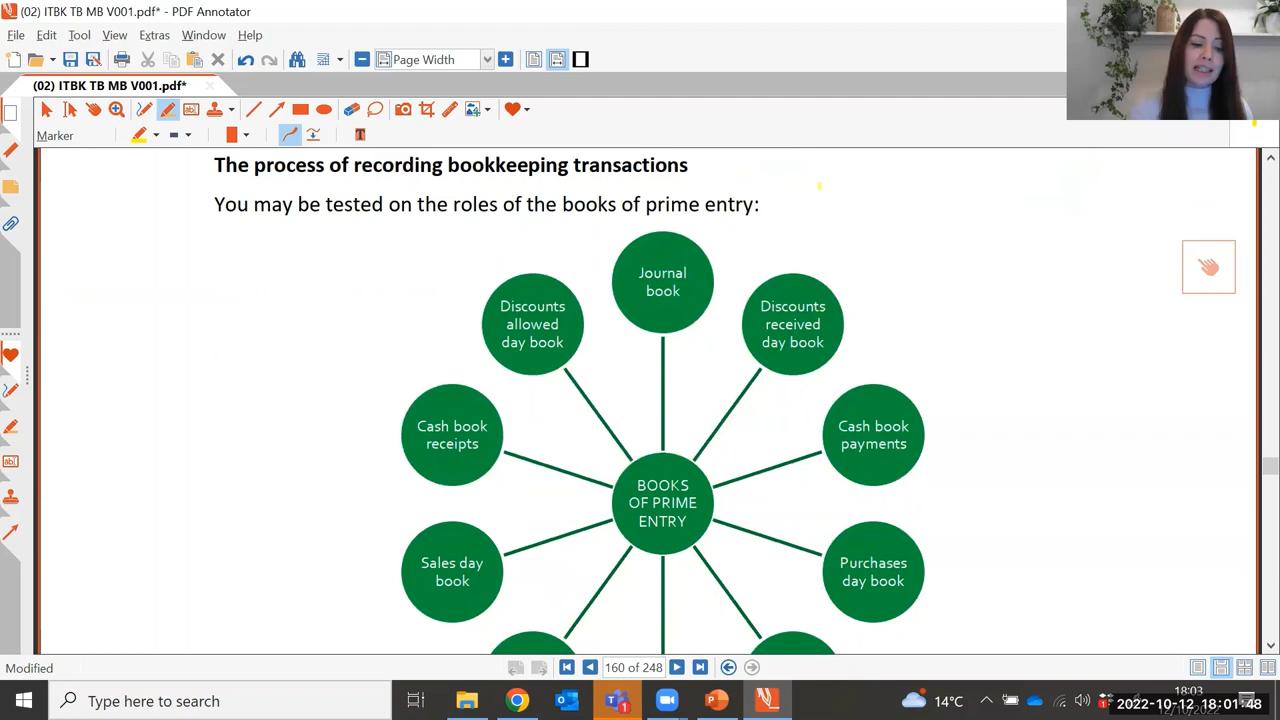 (02) ITBK TB MB V001.pdf* - PDF Annotator
File Edit Tool View Extras Window Help
Page Width
(02) ITBK TB MB V001.pdf*
Marker
The process of recording bookkeeping transactions
You may be tested on the roles of the books of prime entry:
Journal
book
Discounts
allowed
day book
Discounts
received
day book
Cash book
receipts
Cash book
payments
BOOKS
OF PRIME
ENTRY
Sales day
book
Purchases
day book
Modified
160 of 248
Type here to search
14°C
18:03
2022-10-12 18:01:48